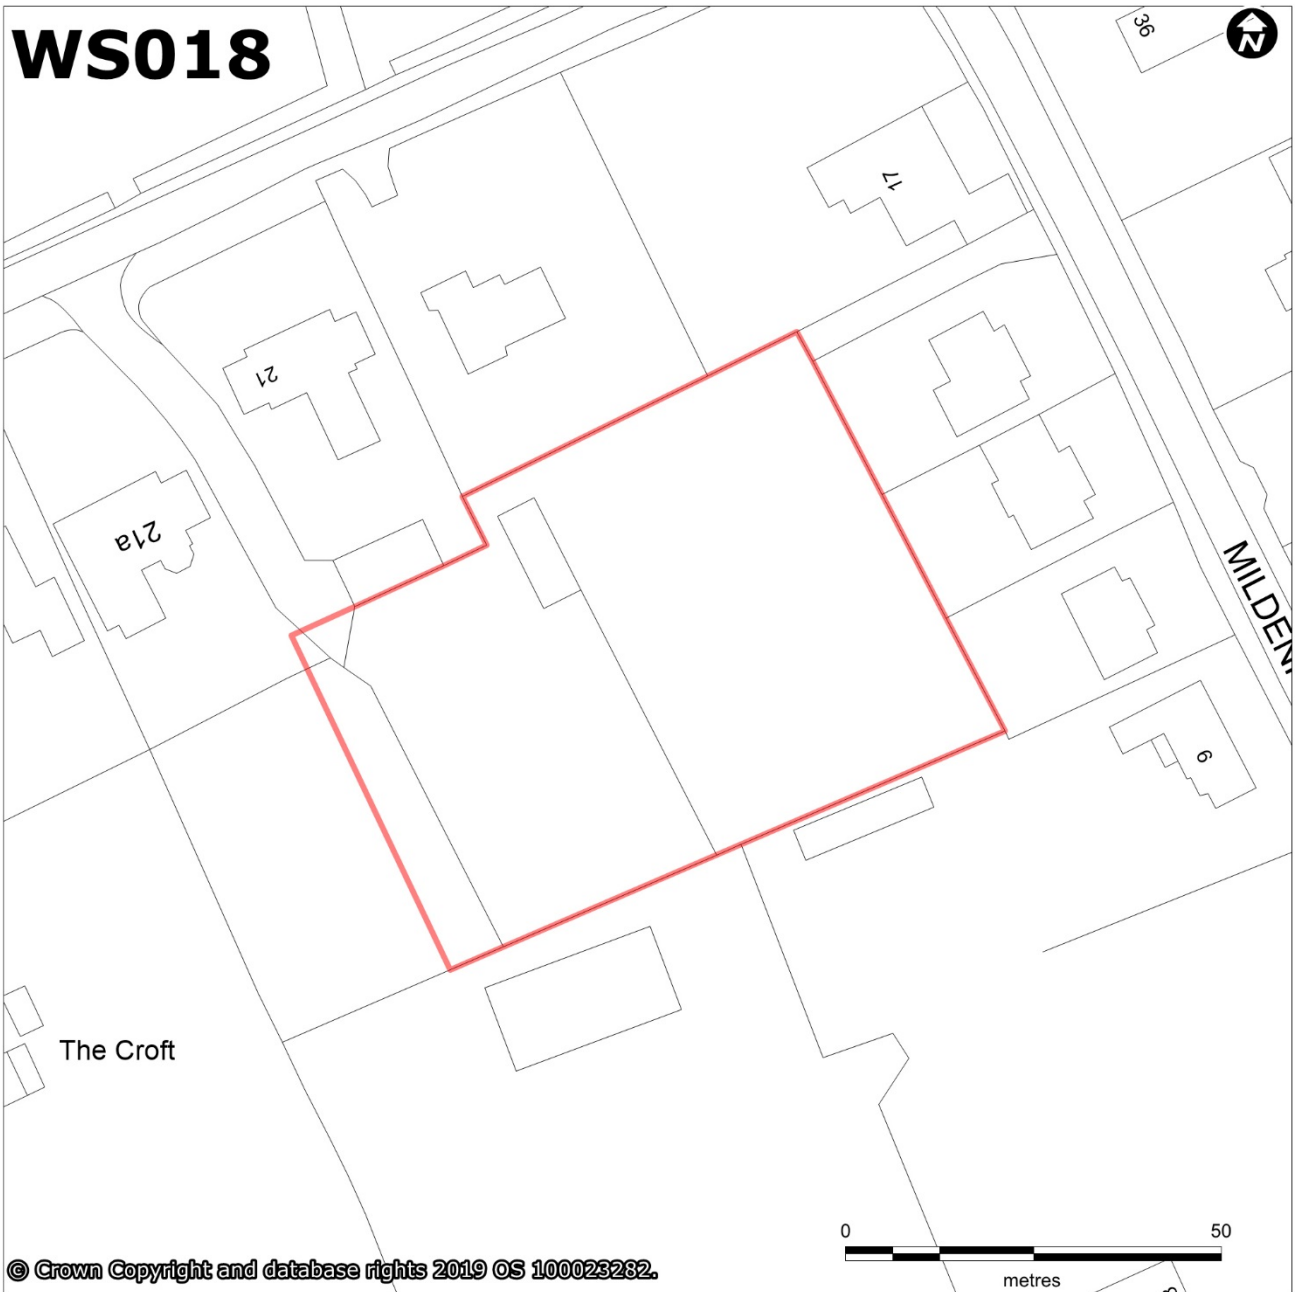 WS018
N
36
17
21
21a
MILDEN
9
The Croft
0 50
metres
© Crown Copyright and database rights 2019 OS 100023282.